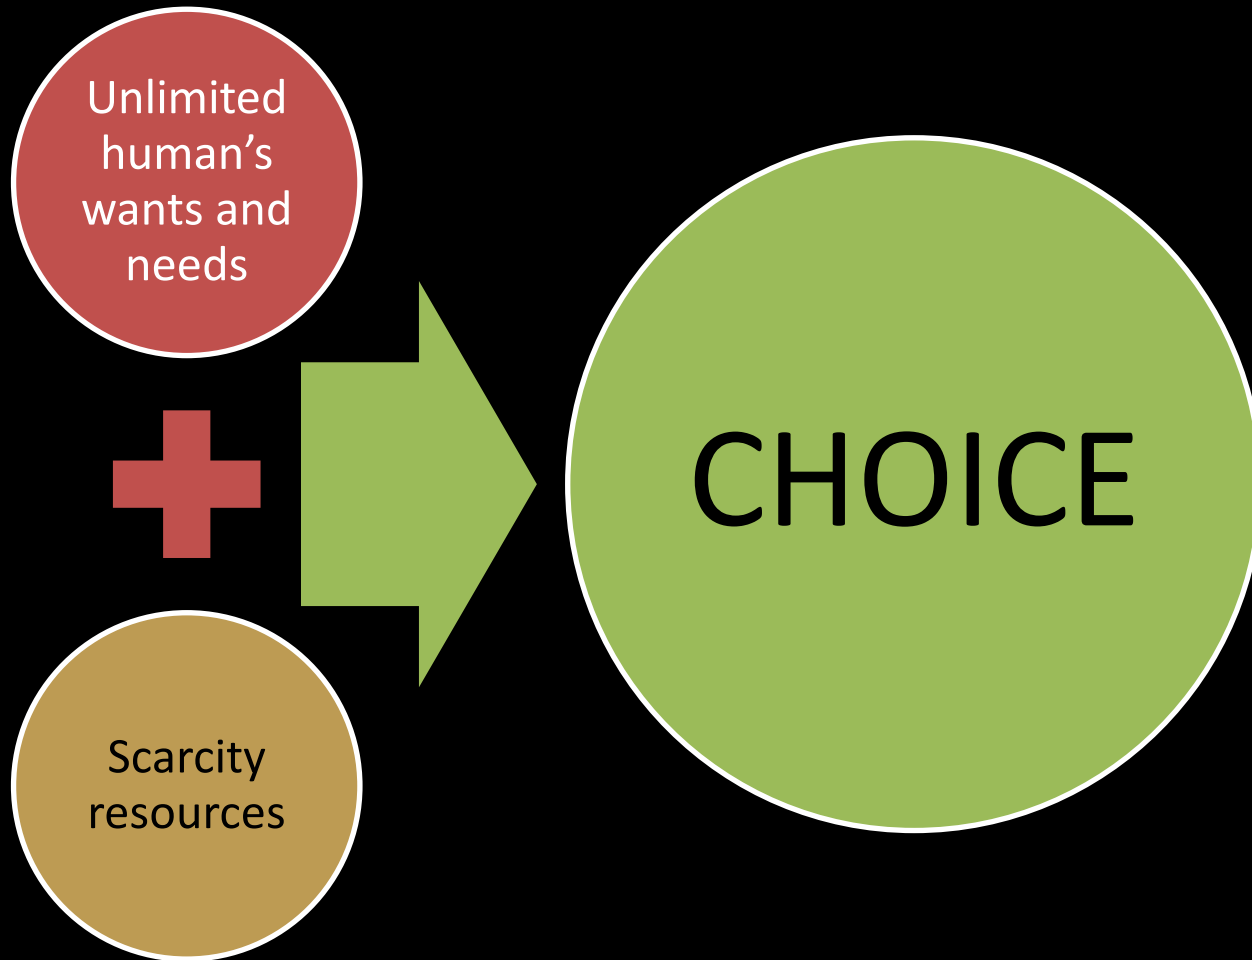 Unlimited
human’s
wants and
needs
Scarcity
resources
CHOICE